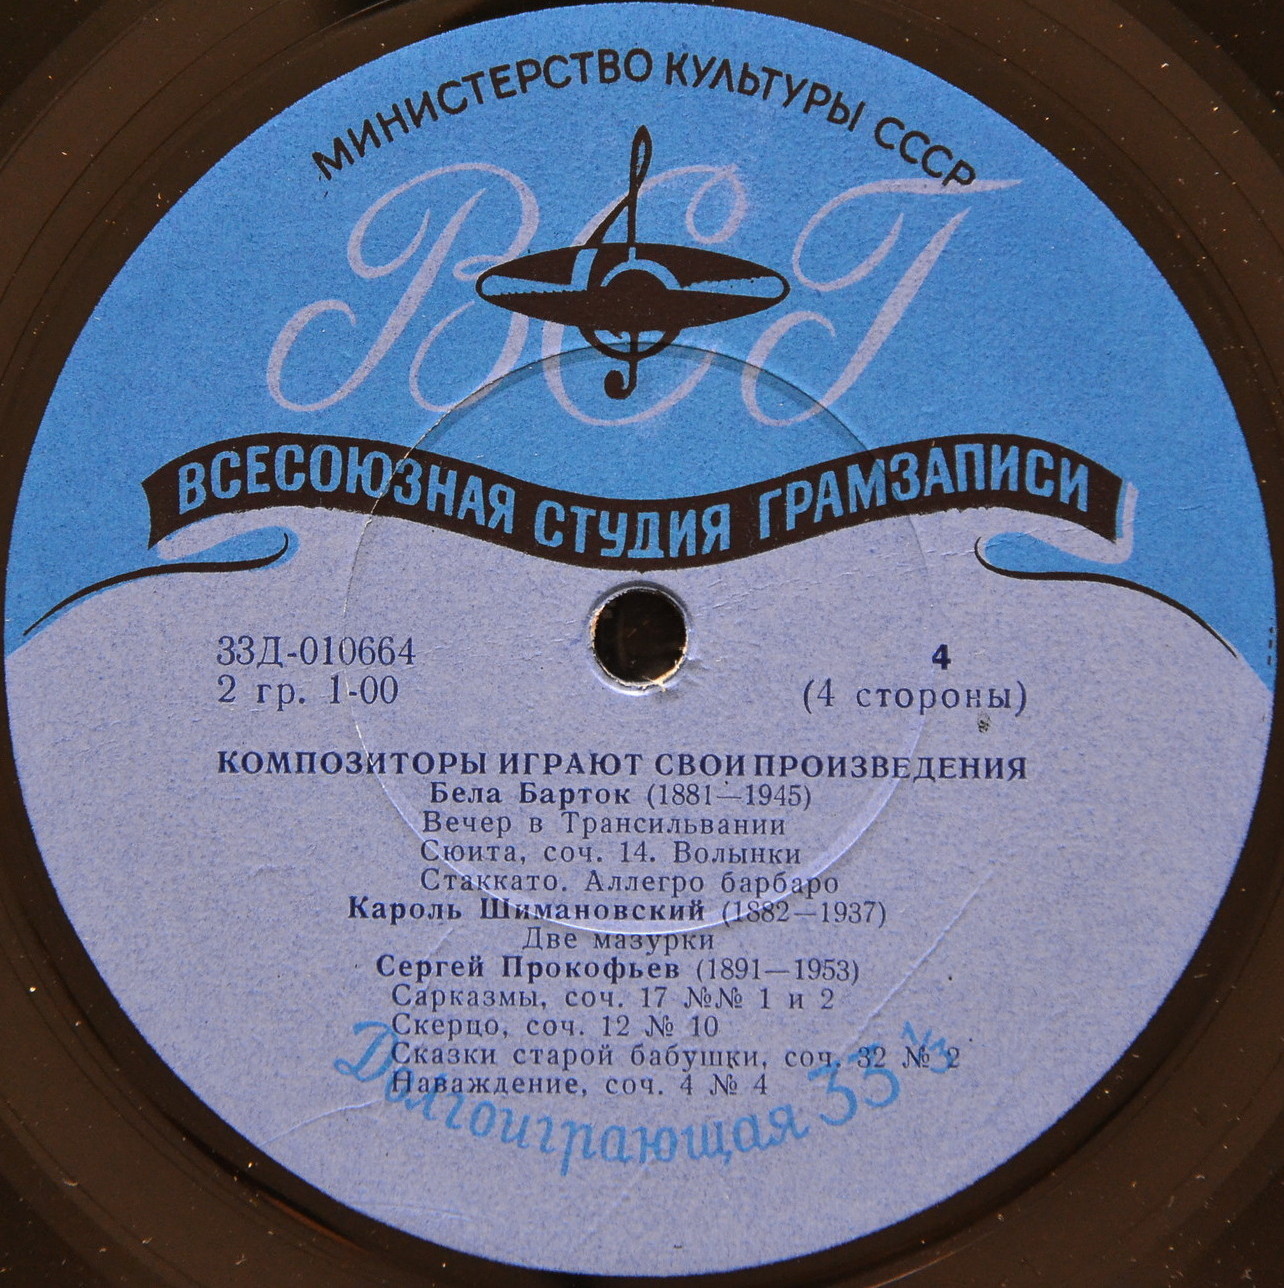 МИНИСТЕРСТВО КУЛЬТУРЫ СССР
ВСГ
ВСЕСОЮЗНАЯ СТУДИЯ ГРАМЗАПИСИ
33Д-010664
2 гр. 1-00
4
(4 стороны)
КОМПОЗИТОРЫ ИГРАЮТ СВОИ ПРОИЗВЕДЕНИЯ
Бела Барток (1881—1945)
Вечер в Трансильвании
Сюита, соч. 14. Волынки
Стаккато. Аллегро барбаро
Кароль Шимановский (1882—1937)
Две мазурки
Сергей Прокофьев (1891—1953)
Сарказмы, соч. 17 №№ 1 и 2
Скерцо, соч. 12 № 10
Сказки старой бабушки, соч. 32 № 2
Наваждение, соч. 4 № 4
Долгоиграющая 33 1/3